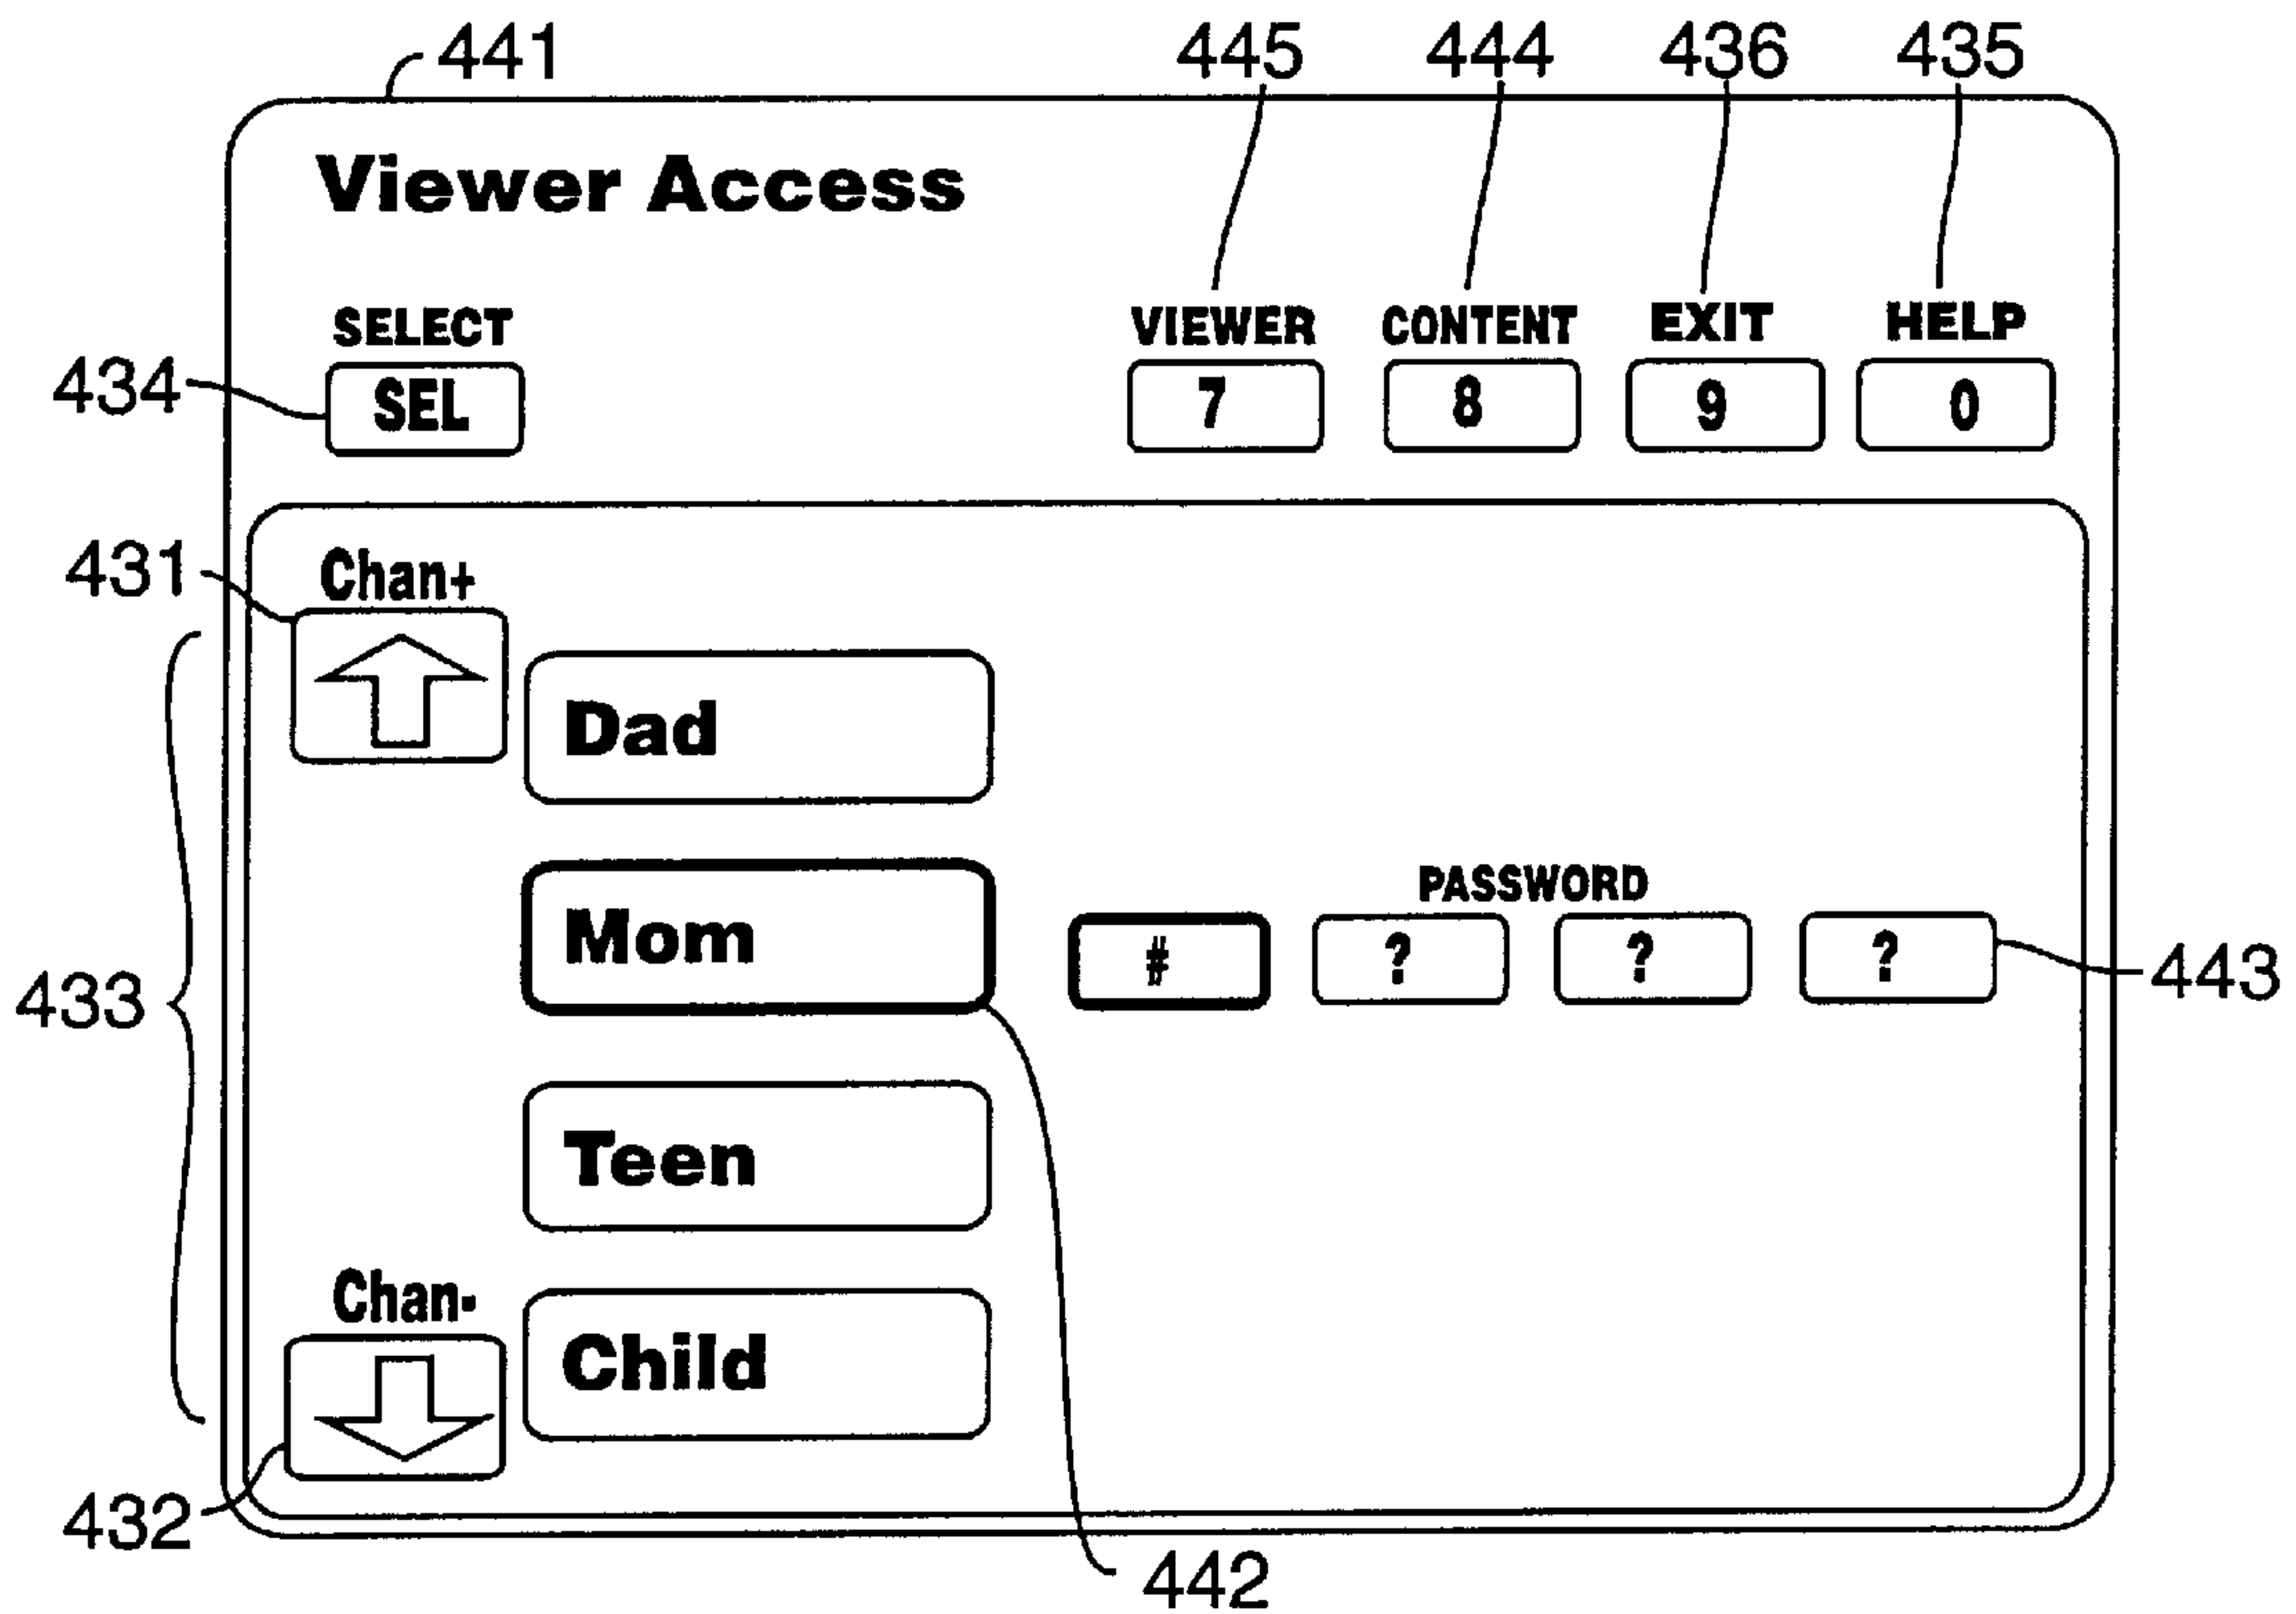 441 445 444 436 435
Viewer Access
SELECT VIEWER CONTENT EXIT HELP
434 SEL 7 8 9 0
431 Chan+
Dad
PASSWORD
Mom # ? ? ? 443
433
Teen
Chan-
Child
432
442